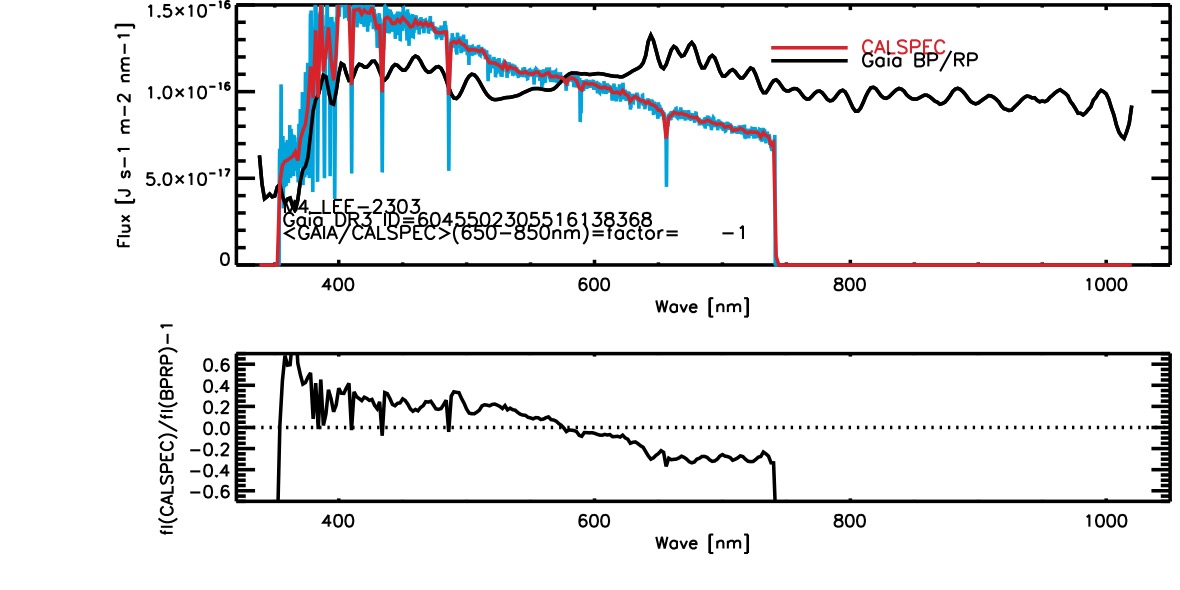 1.5×10−16
CALSPEC
Gaia BP/RP
1.0×10−16
5.0×10−17
0
Flux [J s−1 m−2 nm−1]
M4_LEE−2303
Gaia DR3 ID=6045502305516138368
<GAIA/CALSPEC>(650−850nm)=factor= −1
400 600 800 1000
Wave [nm]
0.6
0.4
0.2
0.0
−0.2
−0.4
−0.6
fl(CALSPEC)/fl(BPRP)−1
400 600 800 1000
Wave [nm]